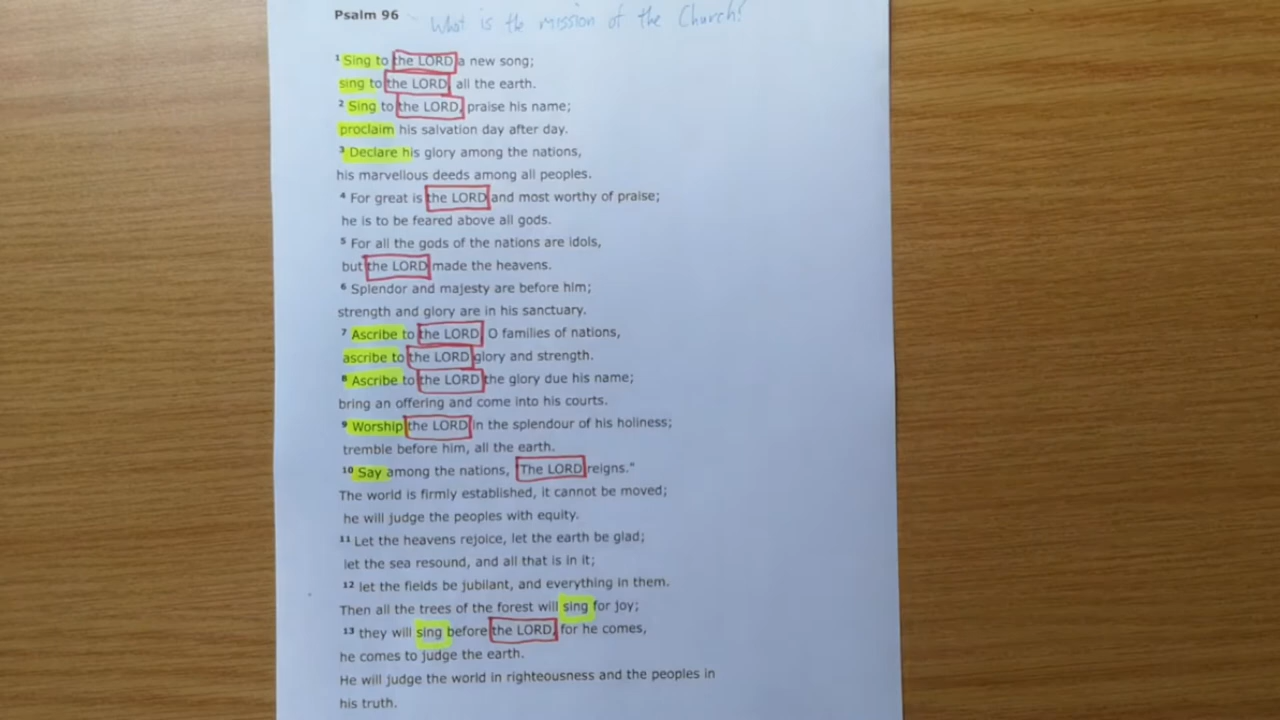 Psalm 96
What is the mission of the Church?
¹ Sing to the LORD a new song;
sing to the LORD, all the earth.
² Sing to the LORD, praise his name;
proclaim his salvation day after day.
³ Declare his glory among the nations,
his marvellous deeds among all peoples.
⁴ For great is the LORD and most worthy of praise;
he is to be feared above all gods.
⁵ For all the gods of the nations are idols,
but the LORD made the heavens.
⁶ Splendor and majesty are before him;
strength and glory are in his sanctuary.
⁷ Ascribe to the LORD, O families of nations,
ascribe to the LORD glory and strength.
⁸ Ascribe to the LORD the glory due his name;
bring an offering and come into his courts.
⁹ Worship the LORD in the splendour of his holiness;
tremble before him, all the earth.
¹⁰ Say among the nations, "The LORD reigns."
The world is firmly established, it cannot be moved;
he will judge the peoples with equity.
¹¹ Let the heavens rejoice, let the earth be glad;
let the sea resound, and all that is in it;
¹² let the fields be jubilant, and everything in them.
Then all the trees of the forest will sing for joy;
¹³ they will sing before the LORD, for he comes,
he comes to judge the earth.
He will judge the world in righteousness and the peoples in
his truth.